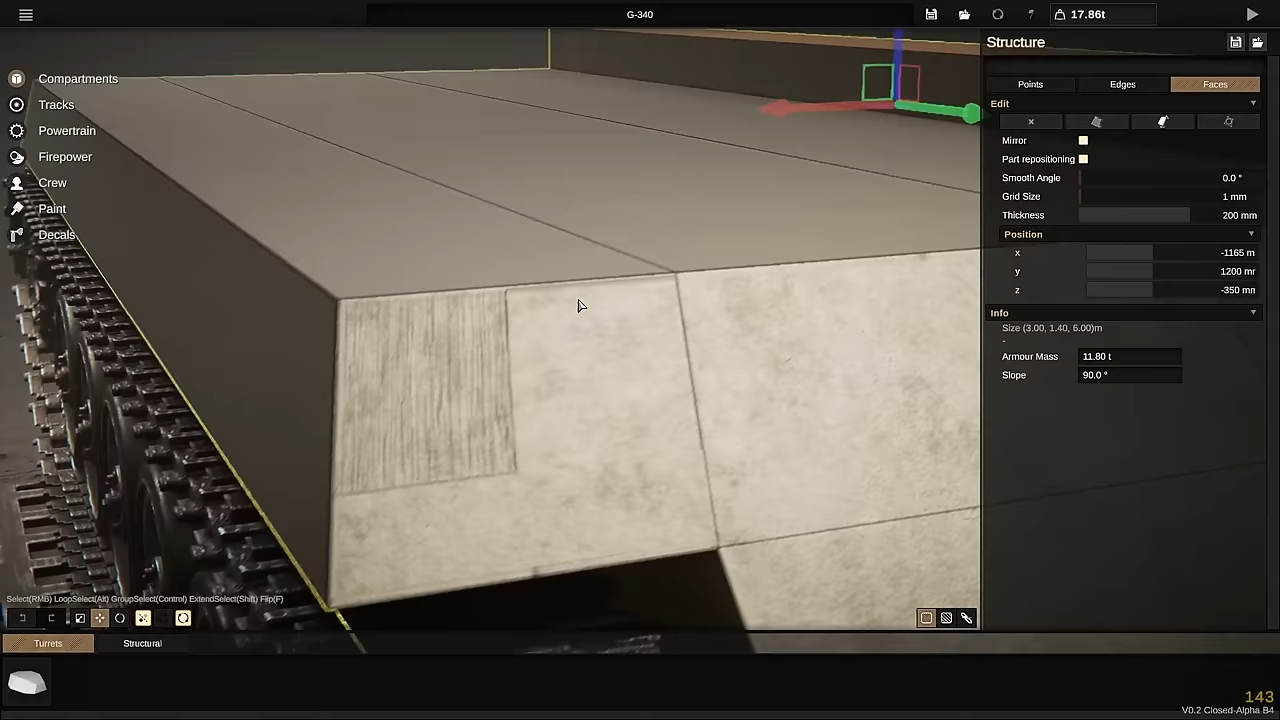 G-340
17.86t
Structure
Compartments
Tracks
Powertrain
Firepower
Crew
Paint
Decals
Points
Edges
Faces
Edit
Mirror
Part repositioning
Smooth Angle
0.0 °
Grid Size
1 mm
Thickness
200 mm
Position
x
-1165 m
y
1200 mr
z
-350 mn
Info
Size (3.00, 1.40, 6.00)m
-
Armour Mass
11.80 t
Slope
90.0 °
Select(RMB) LoopSelect(Alt) GroupSelect(Control) ExtendSelect(Shift) Flip(F)
Turrets
Structural
143
V0.2 Closed-Alpha B4